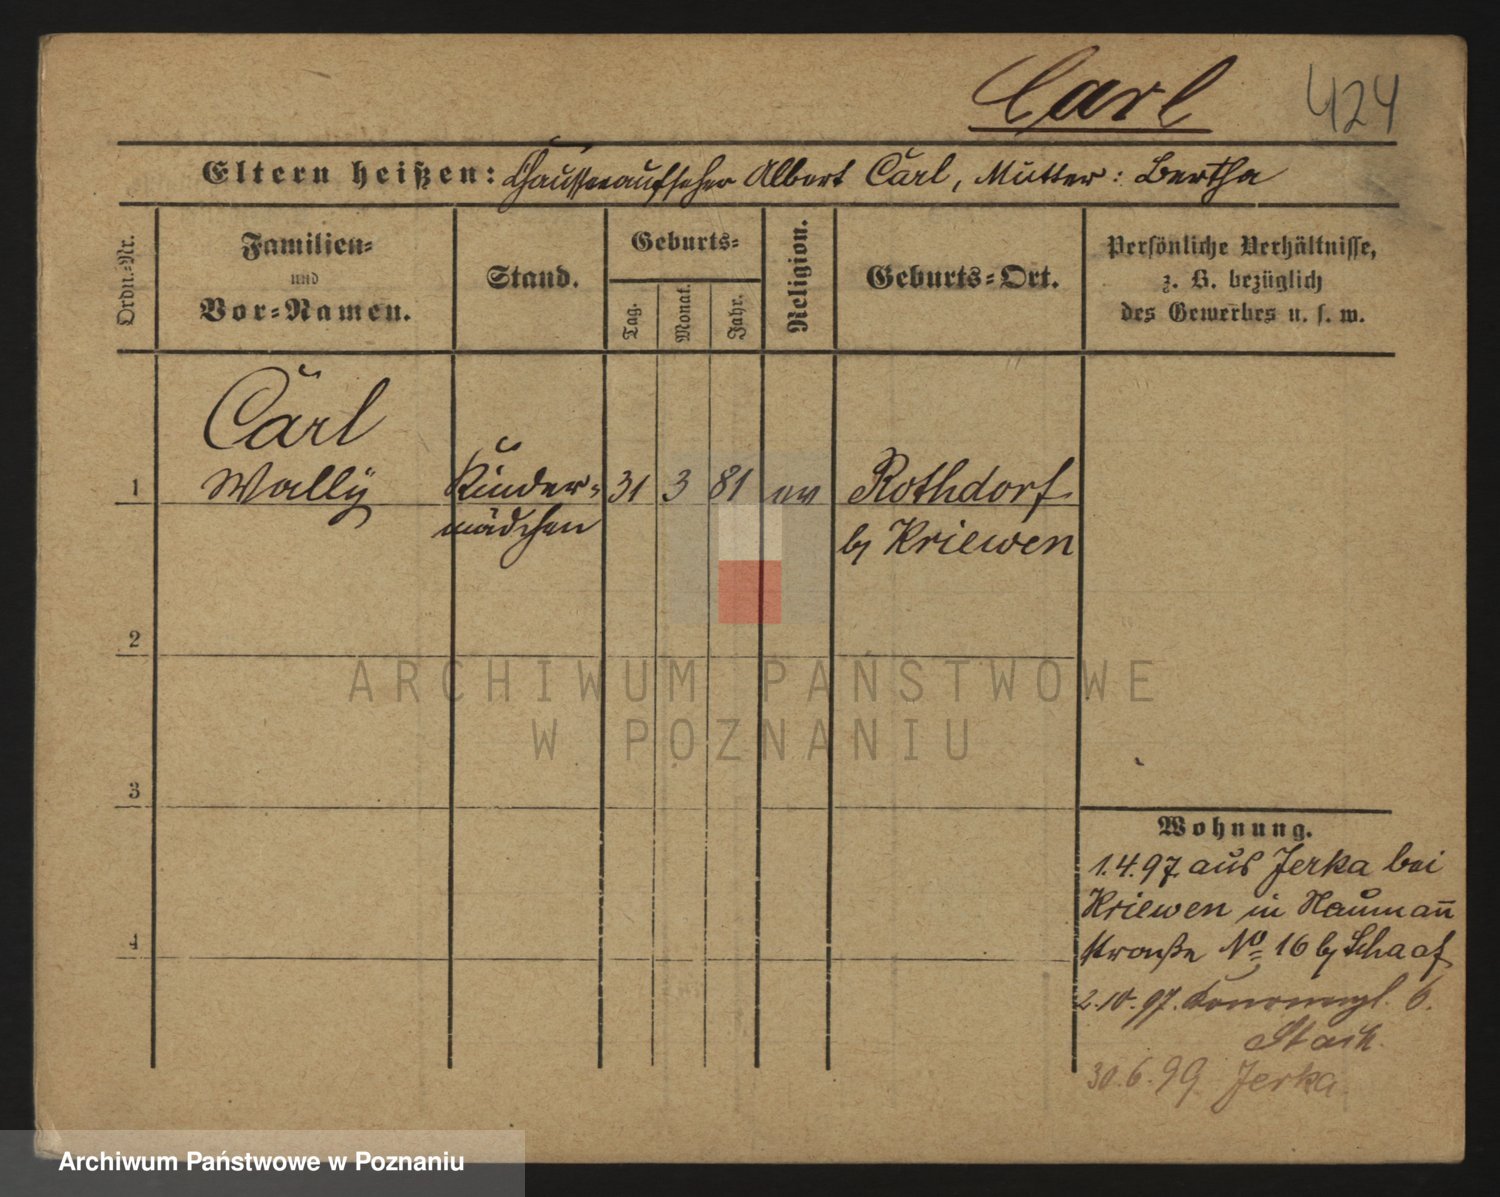 Carl 424
Eltern heißen: Chausseeaufseher Albert Carl, Mutter: Bertha
Ordn.-Nr.
Familien-
und
Vor-Namen.
Stand.
Geburts-
Tag.
Monat.
Jahr.
Religion.
Geburts-Ort.
Persönliche Verhältnisse,
z. B. bezüglich
des Gewerbes u. s. w.
Carl
1 Wally Kinder- 31 3 81 ev Rothdorf
mädchen b/ Kriewen
2
ARCHIWUM PAŃSTWOWE
W POZNANIU
3
Wohnung.
1.4.97. aus Jerka bei
Kriewen in Naumañ
straße No 16 b/ Schaaf
4
2.10.97. 6.
30.6.99 Jerka
Archiwum Państwowe w Poznaniu